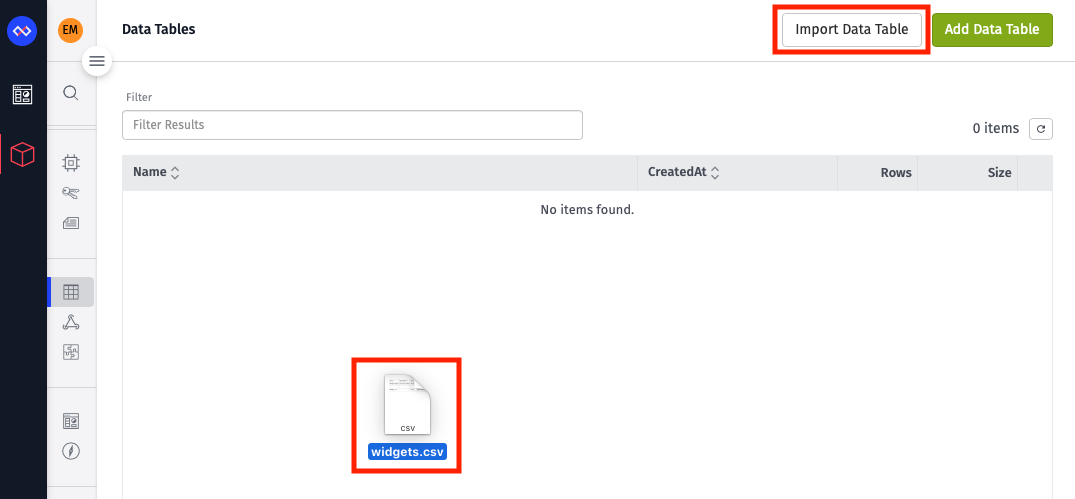 EM
Data Tables
Import Data Table
Add Data Table
Filter
Filter Results
0 items
Name
CreatedAt
Rows
Size
No items found.
csv
widgets.csv